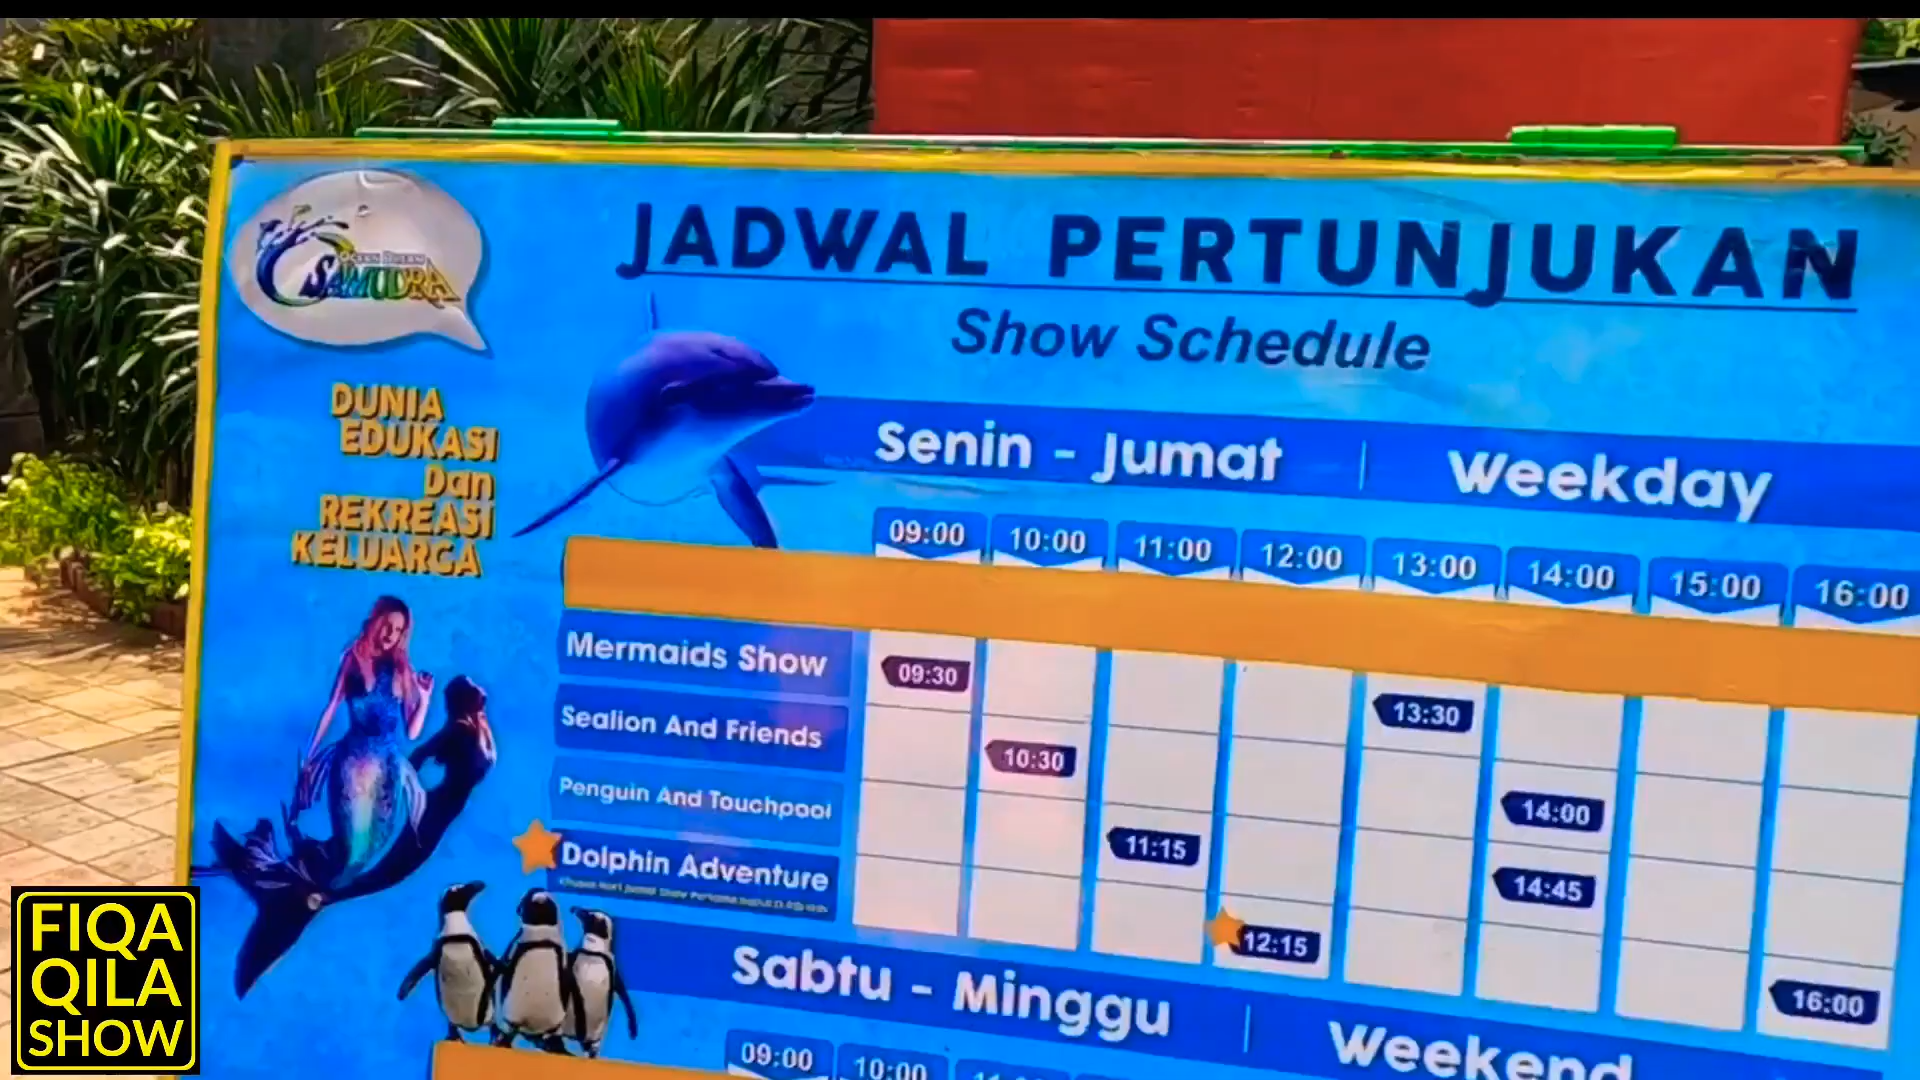 OCEAN DREAM
SAMUDRA
JADWAL PERTUNJUKAN
Show Schedule
DUNIA
EDUKASI
Dan
REKREASI
KELUARGA
Senin - Jumat | Weekday
09:00 10:00 11:00 12:00 13:00 14:00 15:00 16:00
Mermaids Show 09:30 13:30
Sealion And Friends 10:30 14:00
Penguin And Touchpool 11:15 14:45
Dolphin Adventure 12:15 16:00
Sabtu - Minggu | Weekend
09:00 10:00
FIQA
QILA
SHOW